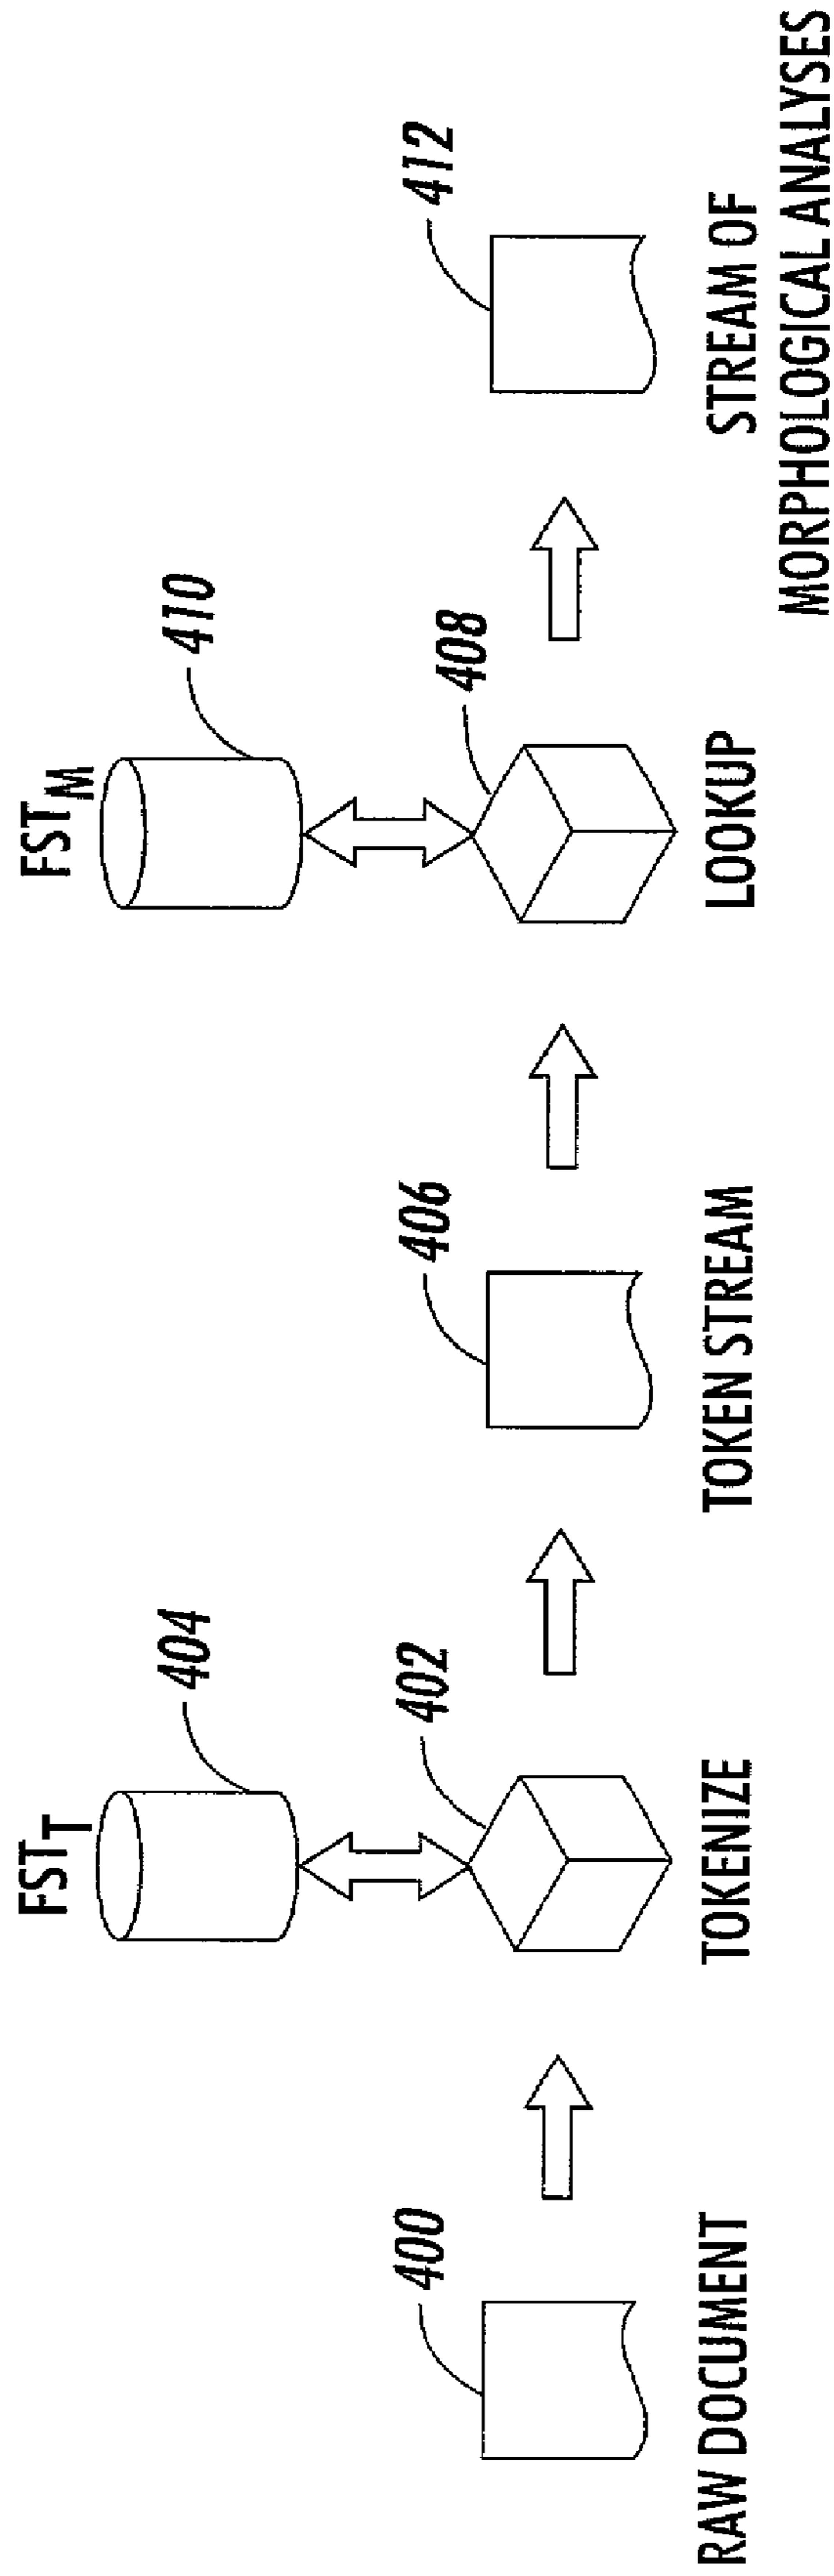 FST_T
404
402
400
RAW DOCUMENT
TOKENIZE
406
TOKEN STREAM
FST_M
410
408
LOOKUP
412
STREAM OF
MORPHOLOGICAL ANALYSES